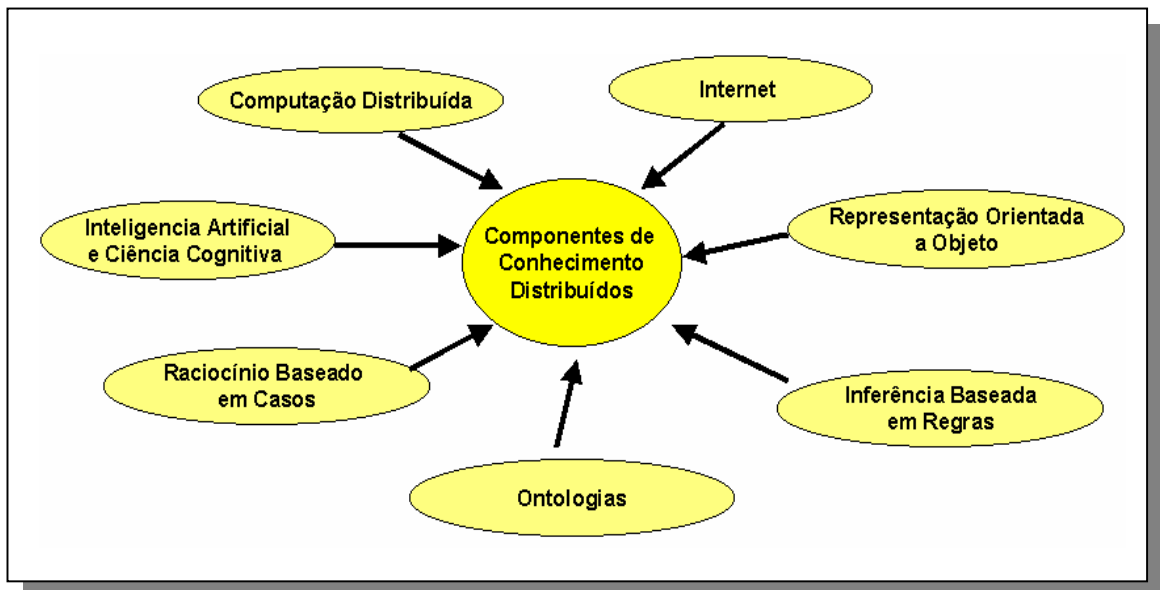 Computação Distribuída
Internet
Inteligencia Artificial
e Ciência Cognitiva
Componentes de
Conhecimento
Distribuídos
Representação Orientada
a Objeto
Raciocínio Baseado
em Casos
Inferência Baseada
em Regras
Ontologias